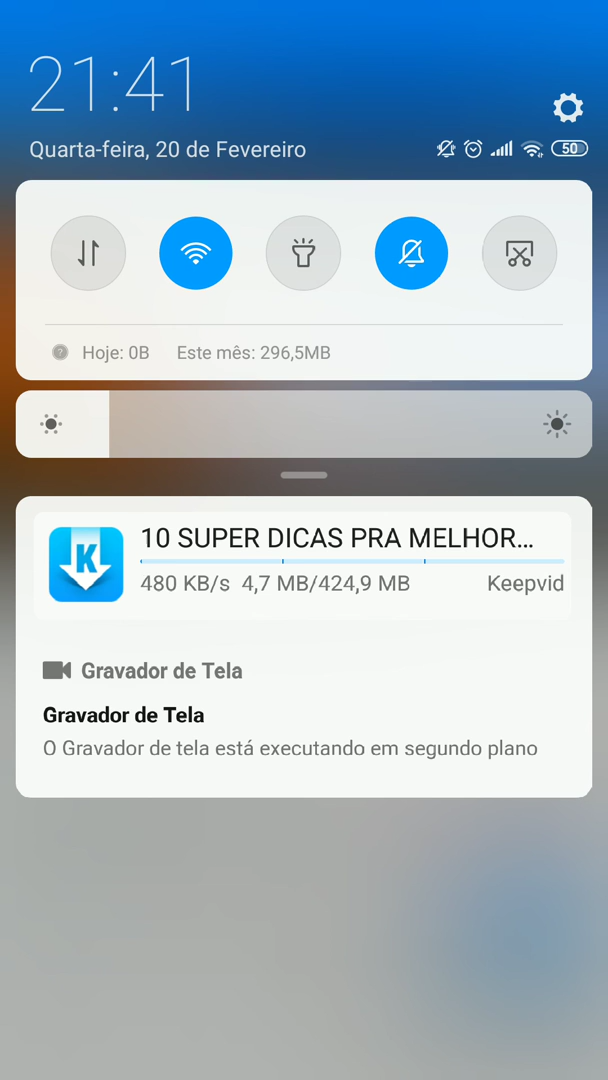 21:41
Quarta-feira, 20 de Fevereiro
50
Hoje: 0B Este mês: 296,5MB
K
10 SUPER DICAS PRA MELHOR...
480 KB/s 4,7 MB/424,9 MB Keepvid
Gravador de Tela
Gravador de Tela
O Gravador de tela está executando em segundo plano